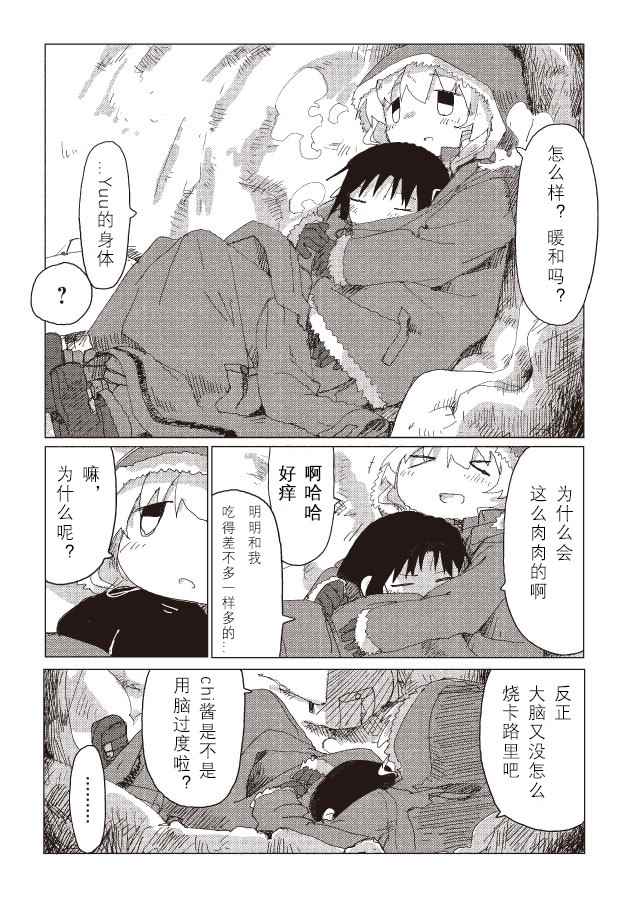 怎么样？
暖和吗？
…Yuu的身体
？
为什么会
这么肉肉的啊
啊哈哈
好痒
明明和我
吃得差不多一样多的…
嘛，
为什么呢？
反正
大脑又没怎么
烧卡路里吧
chi酱是不是
用脑过度啦？
………